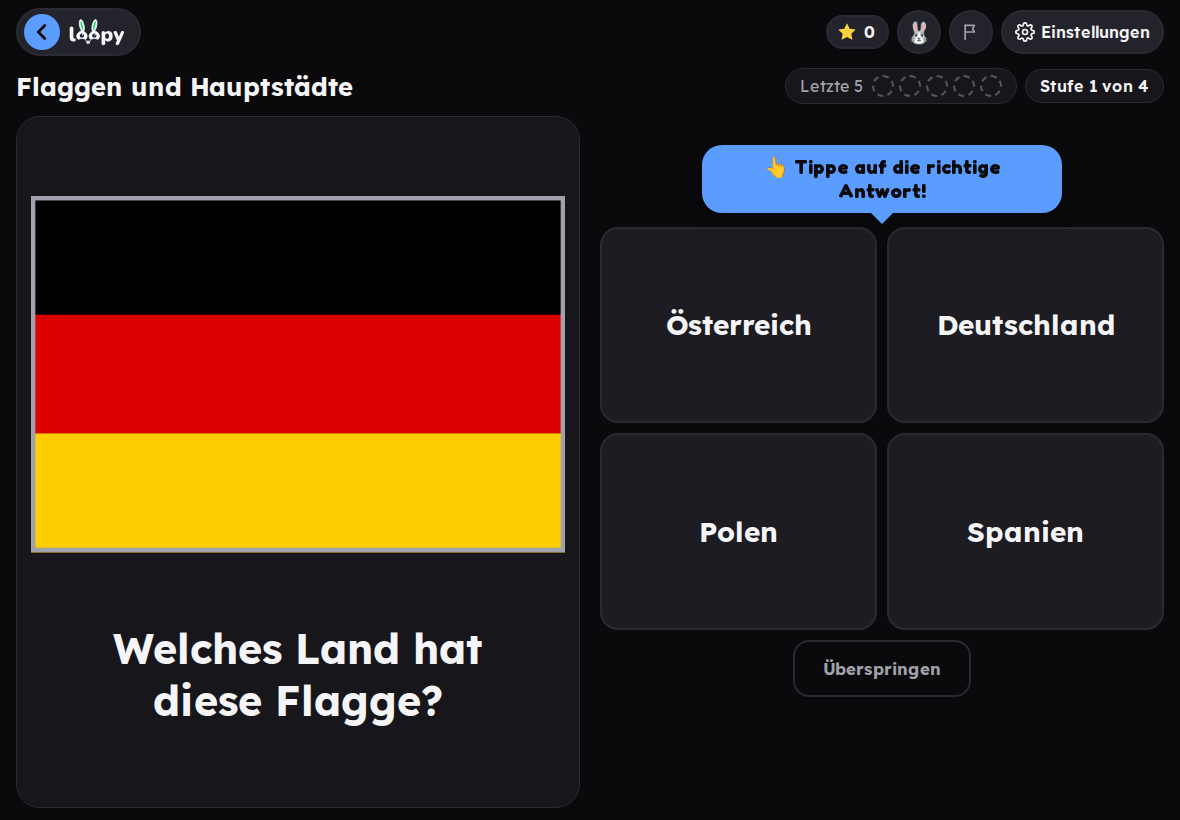 loopy
0
Einstellungen
Flaggen und Hauptstädte
Letzte 5
Stufe 1 von 4
Tippe auf die richtige
Antwort!
Österreich
Deutschland
Polen
Spanien
Überspringen
Welches Land hat
diese Flagge?